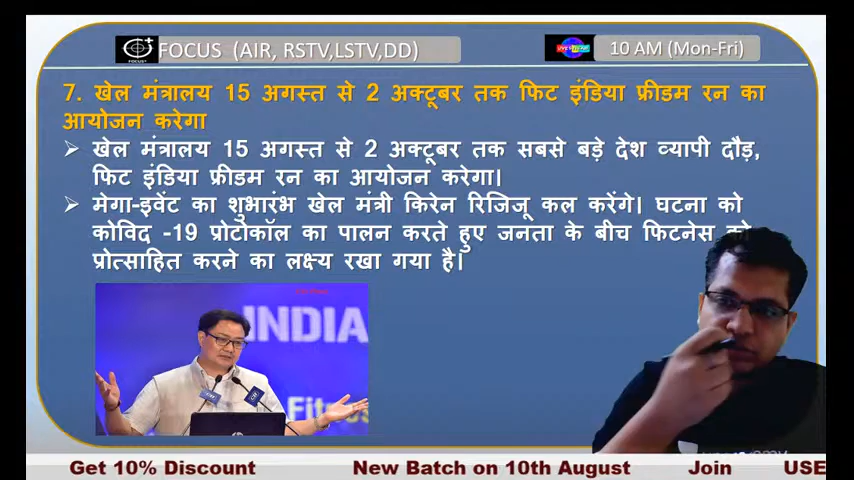 FOCUS (AIR, RSTV,LSTV,DD)
10 AM (Mon-Fri)
7. खेल मंत्रालय 15 अगस्त से 2 अक्टूबर तक फिट इंडिया फ्रीडम रन का
आयोजन करेगा
➢ खेल मंत्रालय 15 अगस्त से 2 अक्टूबर तक सबसे बड़े देश व्यापी दौड़,
फिट इंडिया फ्रीडम रन का आयोजन करेगा।
➢ मेगा-इवेंट का शुभारंभ खेल मंत्री किरेन रिजिजू कल करेंगे। घटना को
कोविद -19 प्रोटोकॉल का पालन करते हुए जनता के बीच फिटनेस को
प्रोत्साहित करने का लक्ष्य रखा गया है।
INDIA
Fitness
Get 10% Discount New Batch on 10th August Join USE